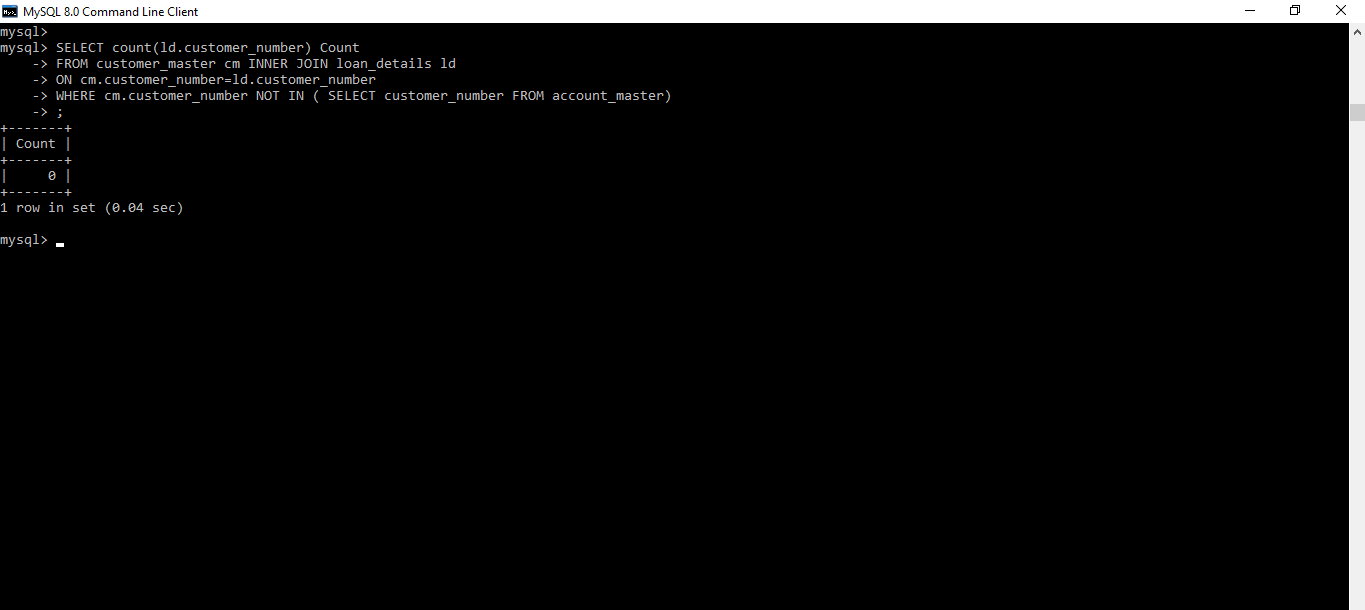 MySQL 8.0 Command Line Client
mysql>
mysql> SELECT count(ld.customer_number) Count
    -> FROM customer_master cm INNER JOIN loan_details ld
    -> ON cm.customer_number=ld.customer_number
    -> WHERE cm.customer_number NOT IN ( SELECT customer_number FROM account_master)
    -> ;
+-------+
| Count |
+-------+
|     0 |
+-------+
1 row in set (0.04 sec)
mysql>